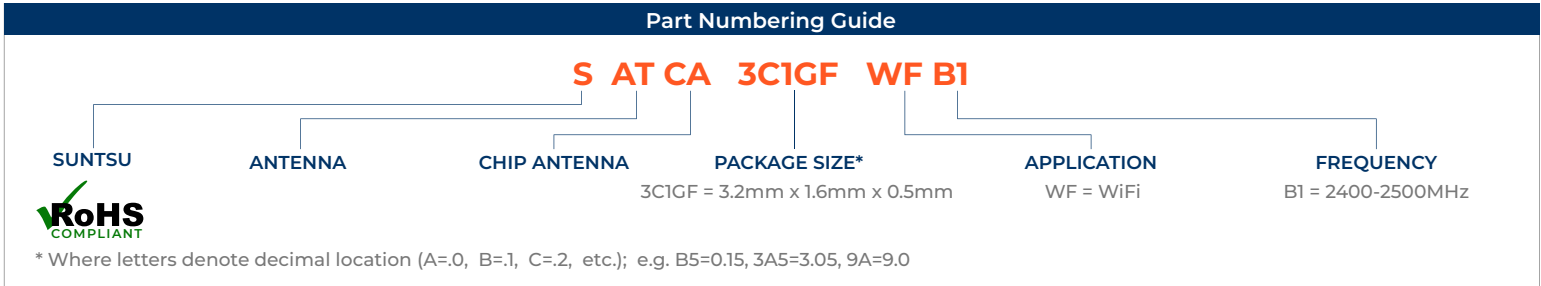 Part Numbering Guide
S AT CA 3C1GF WF B1
SUNTSU
ANTENNA
CHIP ANTENNA
PACKAGE SIZE*
APPLICATION
FREQUENCY
3C1GF = 3.2mm x 1.6mm x 0.5mm
WF = WiFi
B1 = 2400-2500MHz
RoHS
COMPLIANT
* Where letters denote decimal location (A=.0, B=.1, C=.2, etc.); e.g. B5=0.15, 3A5=3.05, 9A=9.0